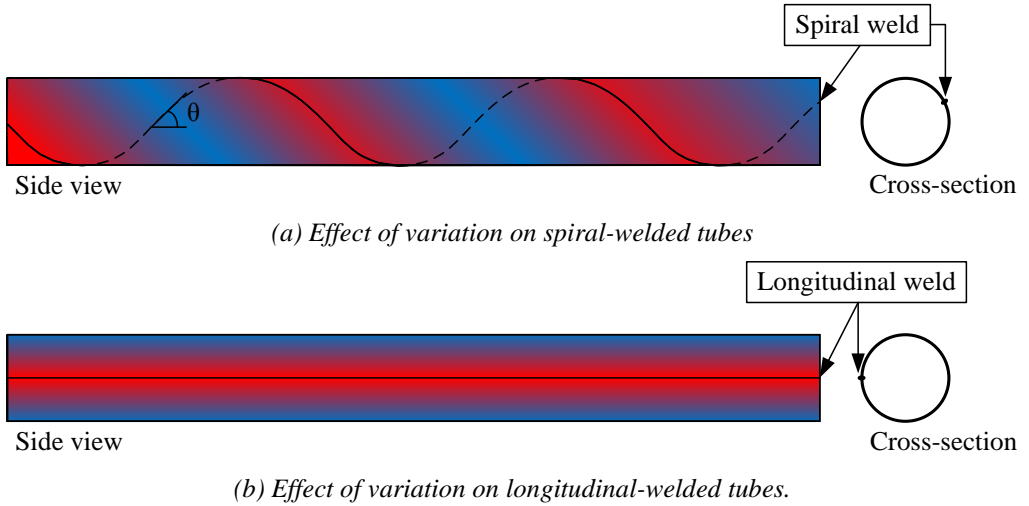 Spiral weld
θ
Side view
Cross-section
(a) Effect of variation on spiral-welded tubes
Longitudinal weld
Side view
Cross-section
(b) Effect of variation on longitudinal-welded tubes.